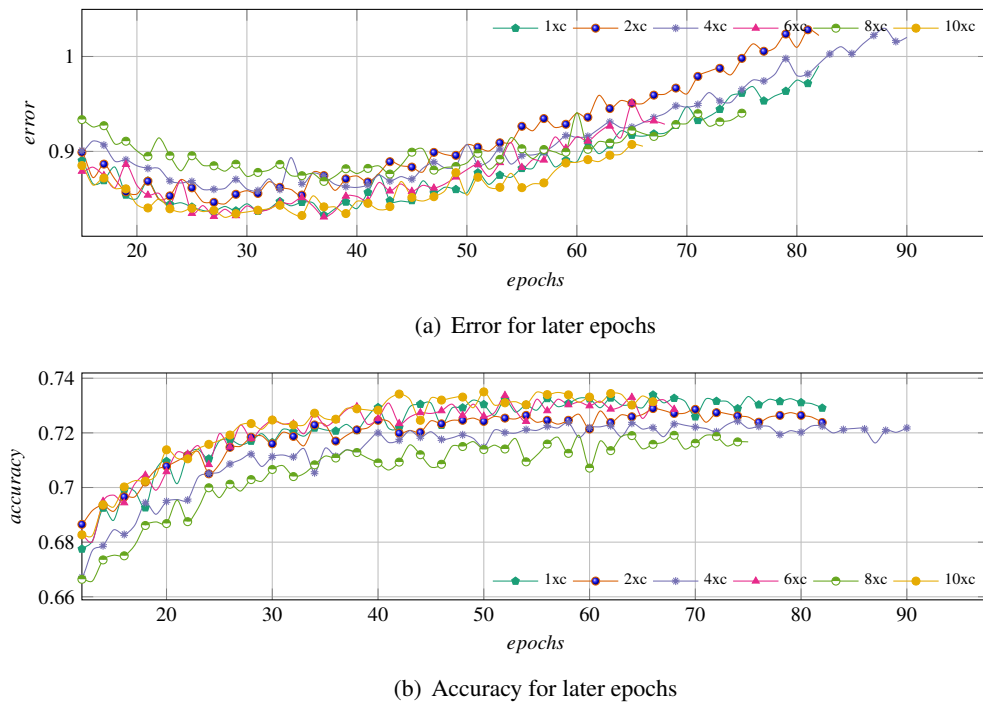 1xc 2xc 4xc 6xc 8xc 10xc
1
0.9
error
20 30 40 50 60 70 80 90
epochs
(a) Error for later epochs
0.74
0.72
0.7
0.68
0.66
accuracy
1xc 2xc 4xc 6xc 8xc 10xc
20 30 40 50 60 70 80 90
epochs
(b) Accuracy for later epochs